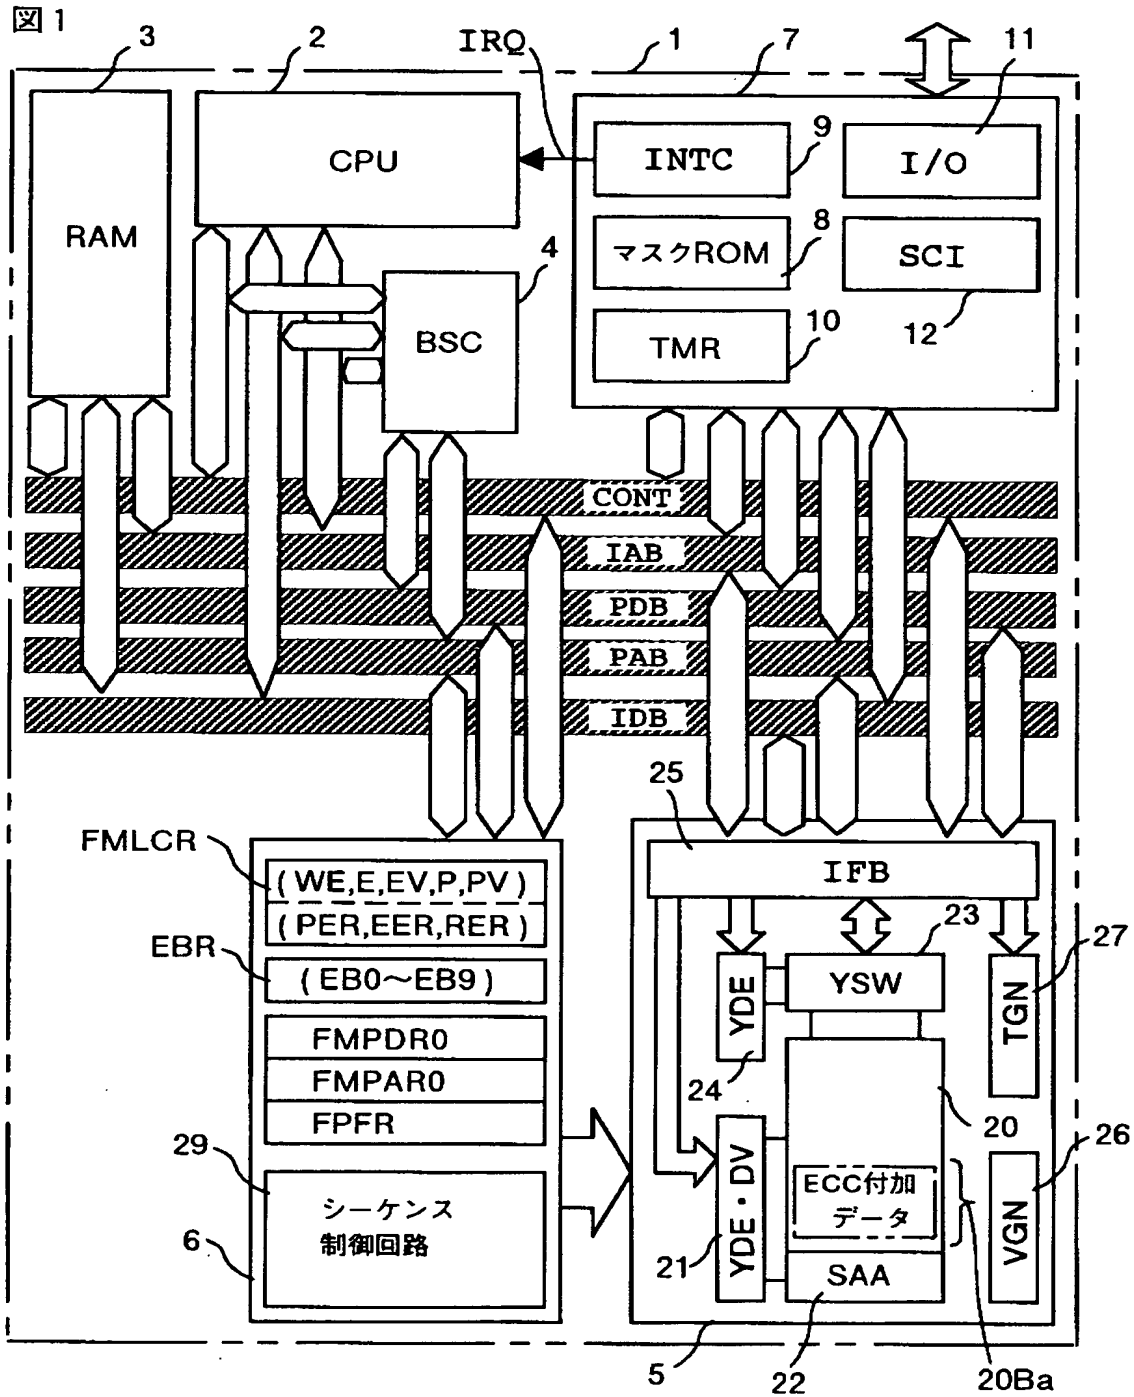 図1
3
2
IRQ
1
7
11
RAM
CPU
INTC
9
I/O
マスクROM
8
SCI
12
TMR
10
BSC
4
CONT
IAB
PDB
PAB
IDB
FMLCR
(WE,E,EV,P,PV)
(PER,EER,RER)
EBR
(EB0～EB9)
FMPDR0
FMPAR0
FPFR
29
シーケンス
制御回路
6
25
IFB
23
YDE
24
YSW
27
TGN
20
YDE・DV
21
ECC付加
データ
26
VGN
SAA
22
5
20Ba